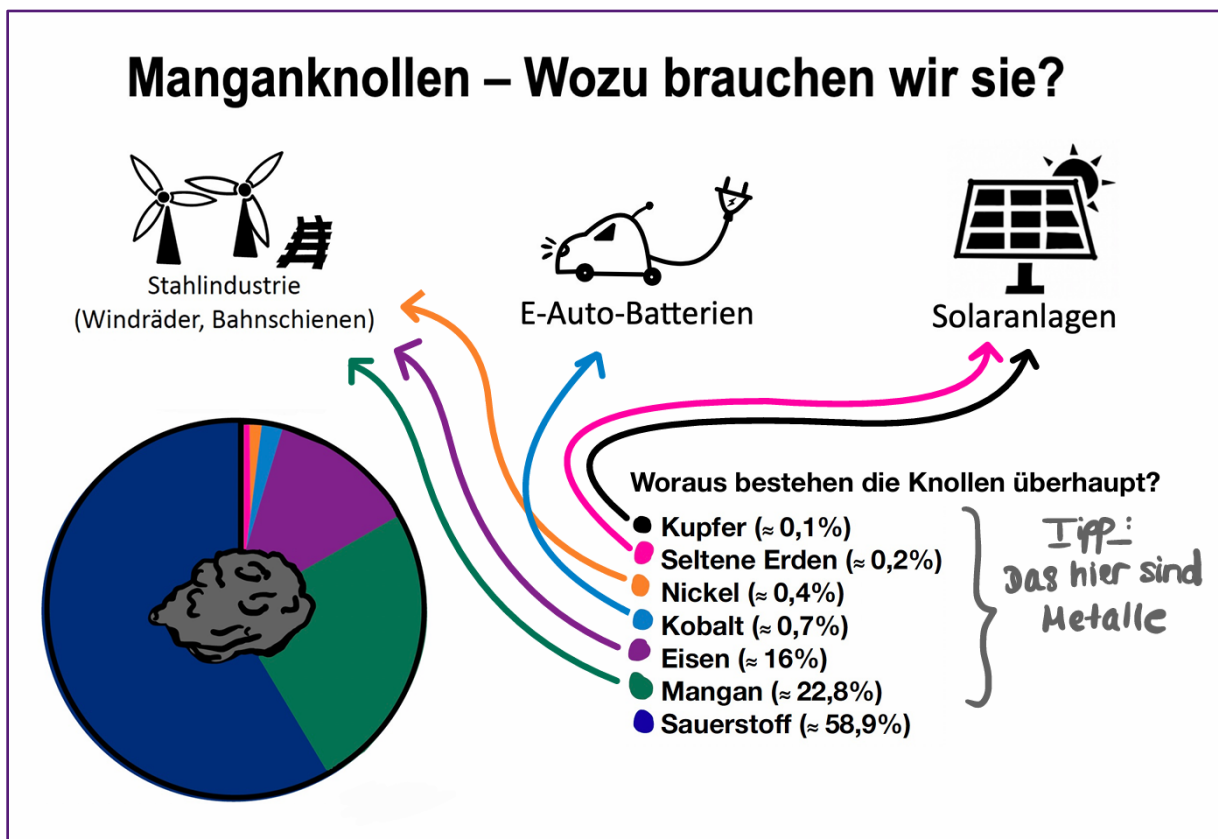 Manganknollen – Wozu brauchen wir sie?
Stahlindustrie
(Windräder, Bahnschienen)
E-Auto-Batterien
Solaranlagen
Woraus bestehen die Knollen überhaupt?
Kupfer (≈ 0,1%)
Seltene Erden (≈ 0,2%)
Nickel (≈ 0,4%)
Kobalt (≈ 0,7%)
Eisen (≈ 16%)
Mangan (≈ 22,8%)
Sauerstoff (≈ 58,9%)
Tipp:
Das hier sind
Metalle